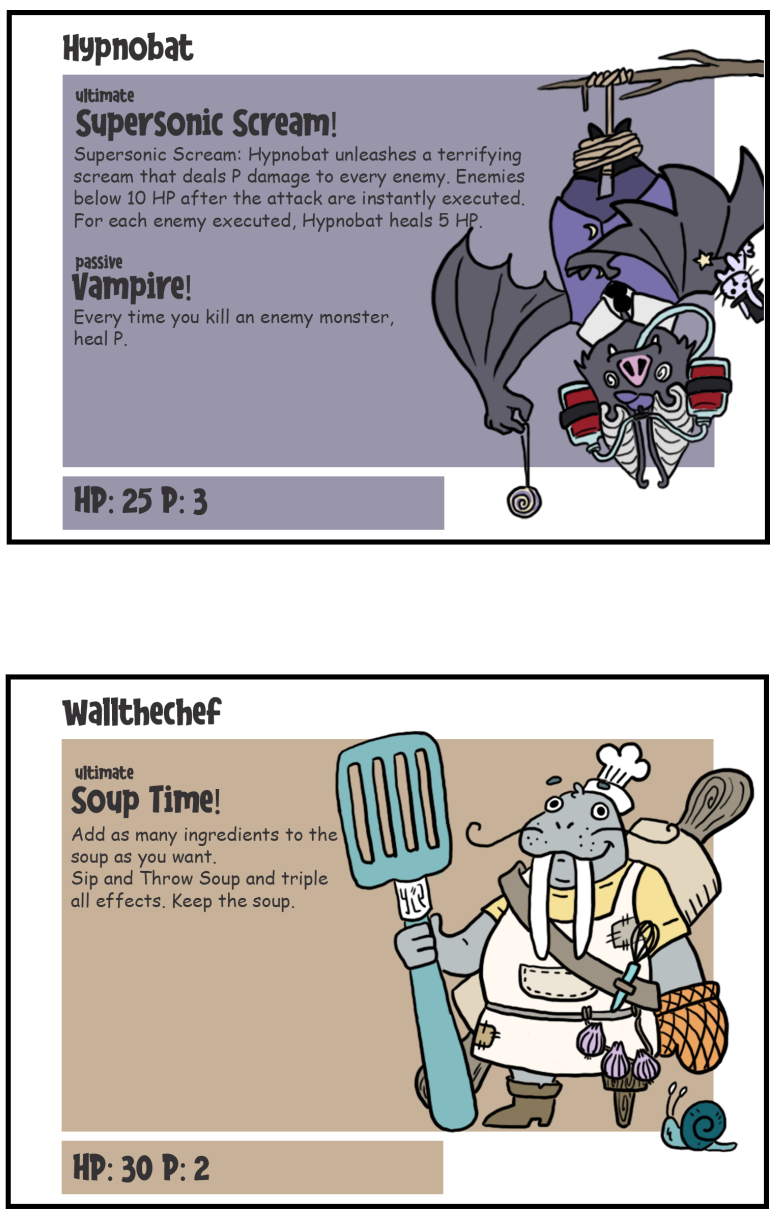 Hypnobat
ultimate
Supersonic Scream!
Supersonic Scream: Hypnobat unleashes a terrifying
scream that deals P damage to every enemy. Enemies
below 10 HP after the attack are instantly executed.
For each enemy executed, Hypnobat heals 5 HP.
passive
Vampire!
Every time you kill an enemy monster,
heal P.
HP: 25 P: 3
Wallthechef
ultimate
Soup Time!
Add as many ingredients to the
soup as you want.
Sip and Throw Soup and triple
all effects. Keep the soup.
HP: 30 P: 2